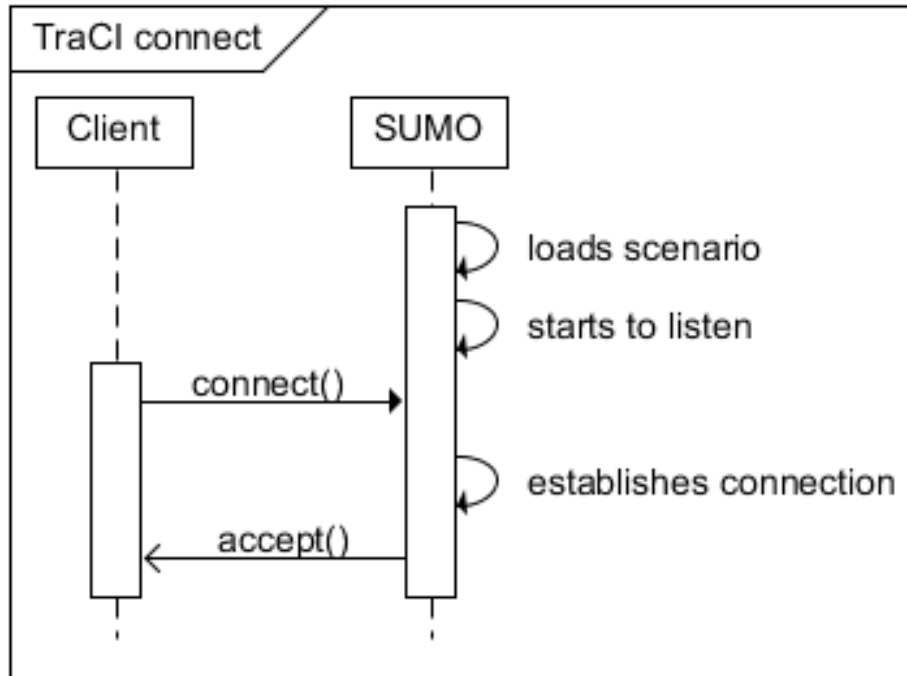 TraCI connect
Client
SUMO
loads scenario
starts to listen
connect()
establishes connection
accept()